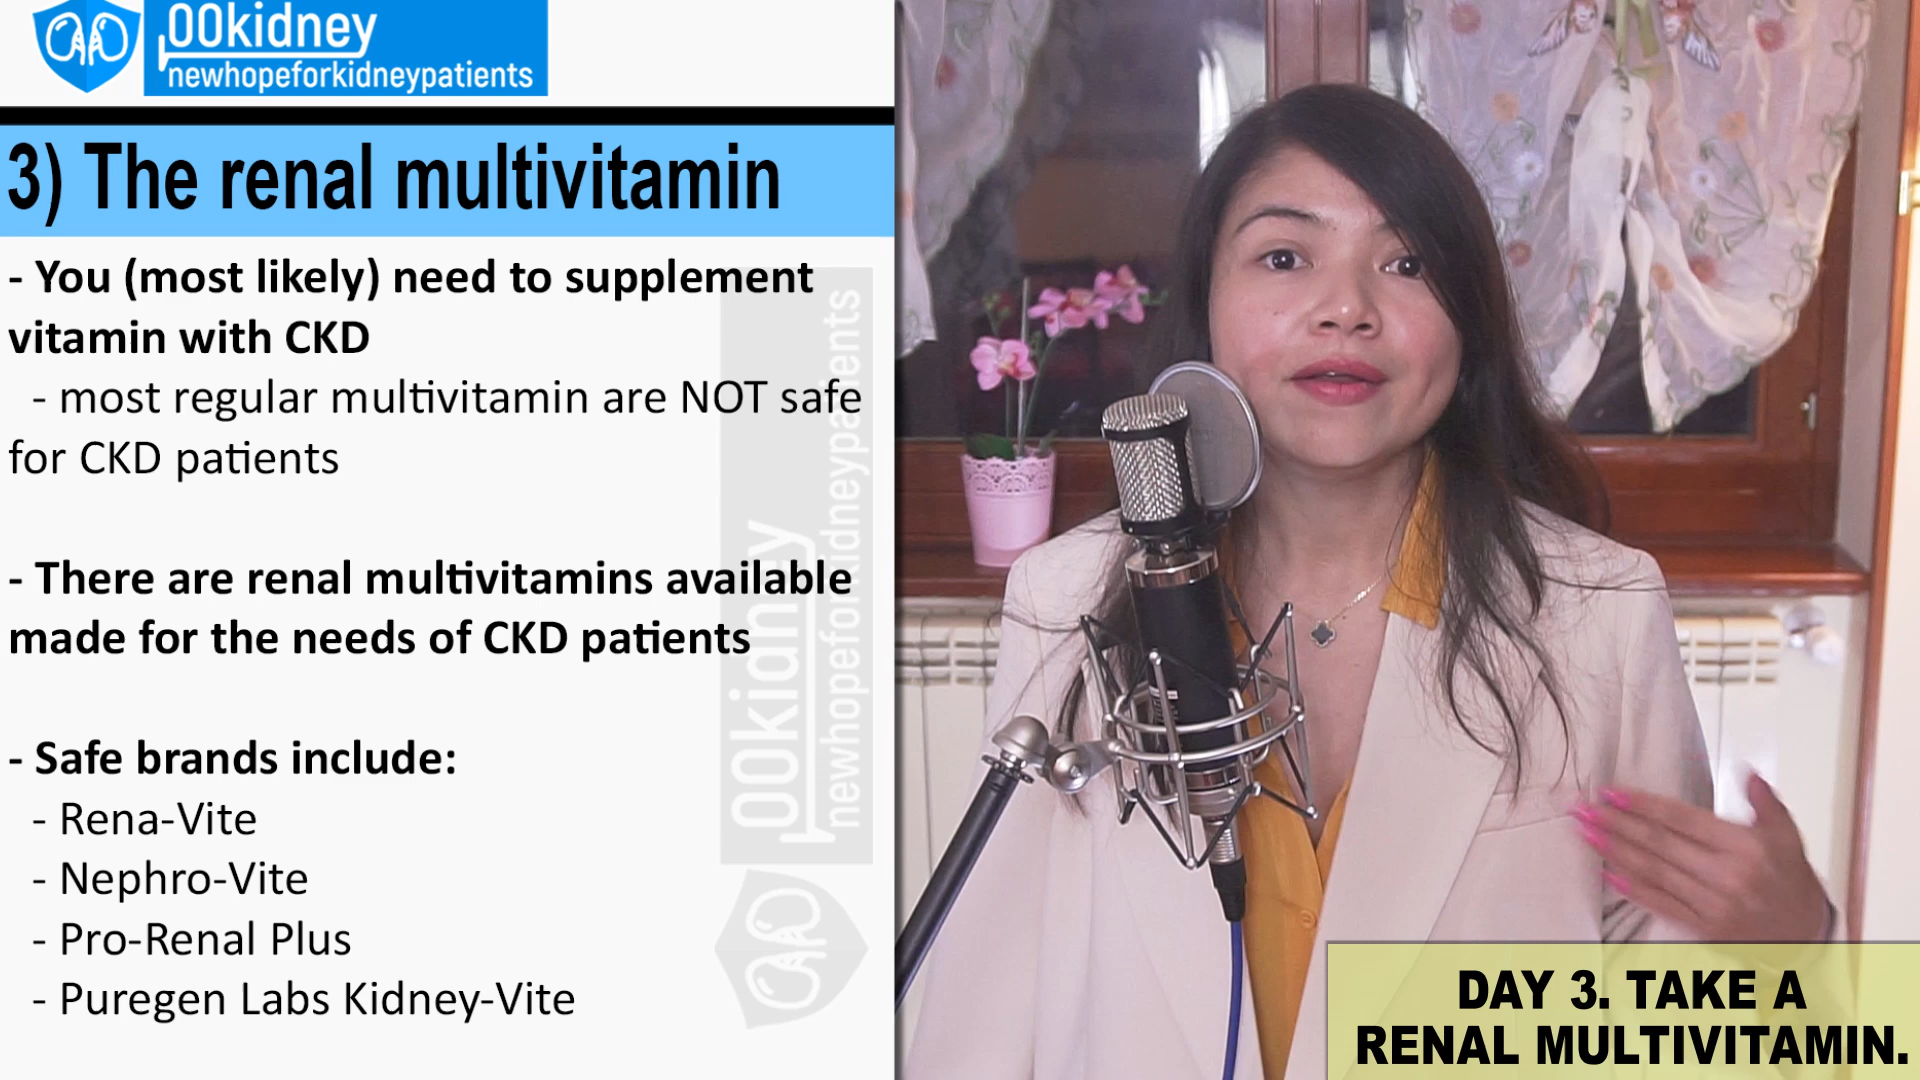 00kidney
newhopeforkidneypatients
3) The renal multivitamin
- You (most likely) need to supplement
vitamin with CKD
- most regular multivitamin are NOT safe
for CKD patients
- There are renal multivitamins available
made for the needs of CKD patients
- Safe brands include:
- Rena-Vite
- Nephro-Vite
- Pro-Renal Plus
- Puregen Labs Kidney-Vite
00kidney
newhopeforkidneypatients
DAY 3. TAKE A
RENAL MULTIVITAMIN.